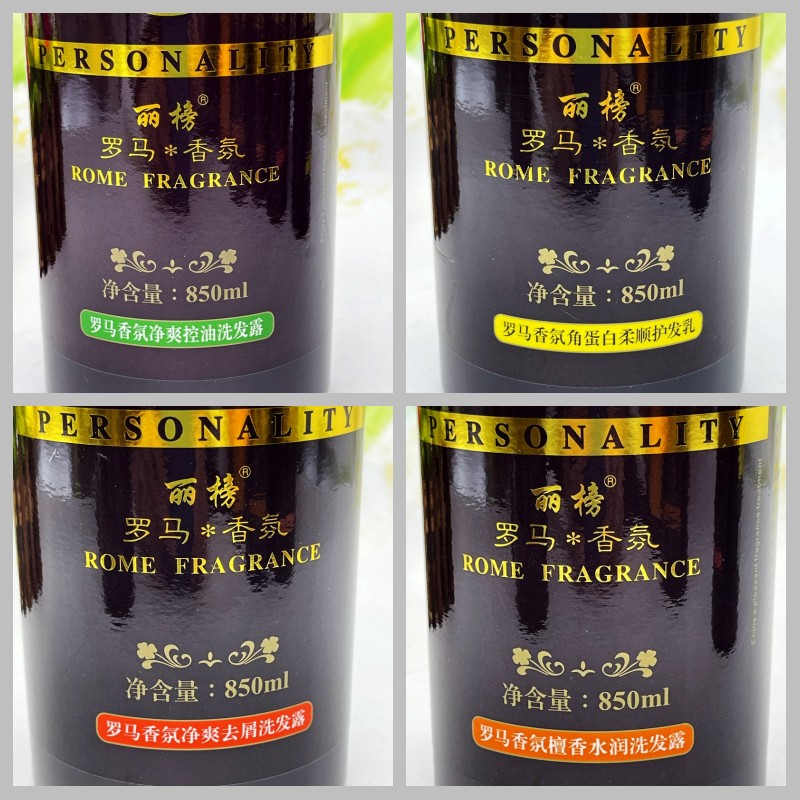 PERSONALITY
丽榜®
罗马*香氛
ROME FRAGRANCE
净含量：850ml
罗马香氛净爽控油洗发露
PERSONALITY
丽榜®
罗马*香氛
ROME FRAGRANCE
净含量：850ml
罗马香氛角蛋白柔顺护发乳
PERSONALITY
丽榜®
罗马*香氛
ROME FRAGRANCE
净含量：850ml
罗马香氛净爽去屑洗发露
PERSONALITY
丽榜®
罗马*香氛
ROME FRAGRANCE
净含量：850ml
罗马香氛檀香水润洗发露
Enjoy a pleasant fragrance treatment